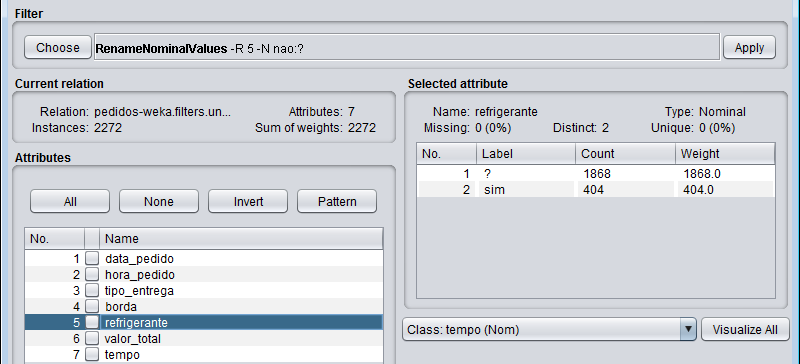 Filter
Choose RenameNominalValues -R 5 -N nao:? Apply
Current relation
Relation: pedidos-weka.filters.un... Attributes: 7
Instances: 2272 Sum of weights: 2272
Attributes
All None Invert Pattern
No. Name
1 data_pedido
2 hora_pedido
3 tipo_entrega
4 borda
5 refrigerante
6 valor_total
7 tempo
Selected attribute
Name: refrigerante Type: Nominal
Missing: 0 (0%) Distinct: 2 Unique: 0 (0%)
No. Label Count Weight
1 ? 1868 1868.0
2 sim 404 404.0
Class: tempo (Nom) Visualize All